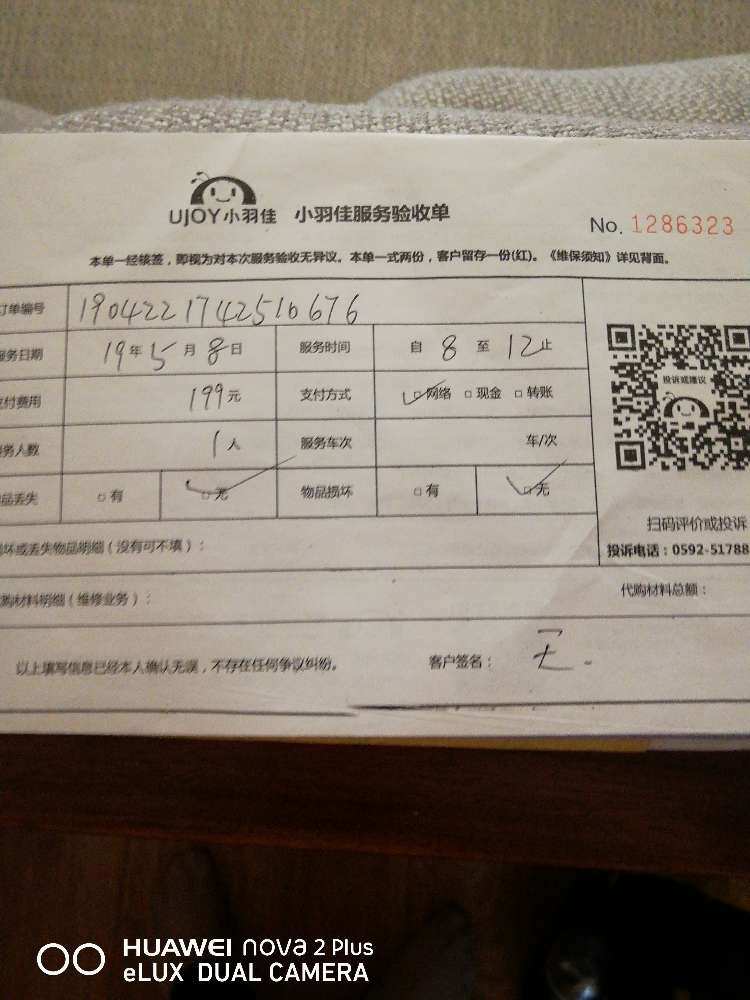 UJOY小羽佳 小羽佳服务验收单
No. 1286323
本单一经核签，即视为对本次服务验收无异议。本单一式两份，客户留存一份(红)。《维保须知》详见背面。
订单编号 1904221742510676
服务日期 19年5月8日 服务时间 自 8 至 12止
支付费用 199元 支付方式 ☑网络 □现金 □转账
服务人数 1人 服务车次 车/次
品丢失 □有 ☑无 物品损坏 □有 ☑无
投诉或建议
扫码评价或投诉
投诉电话：0592-51788
损坏或丢失物品明细（没有可不填）：
代购材料明细（维修业务）： 代购材料总额：
以上填写信息已经本人确认无误，不存在任何争议纠纷。 客户签名：
HUAWEI nova 2 Plus
eLUX DUAL CAMERA